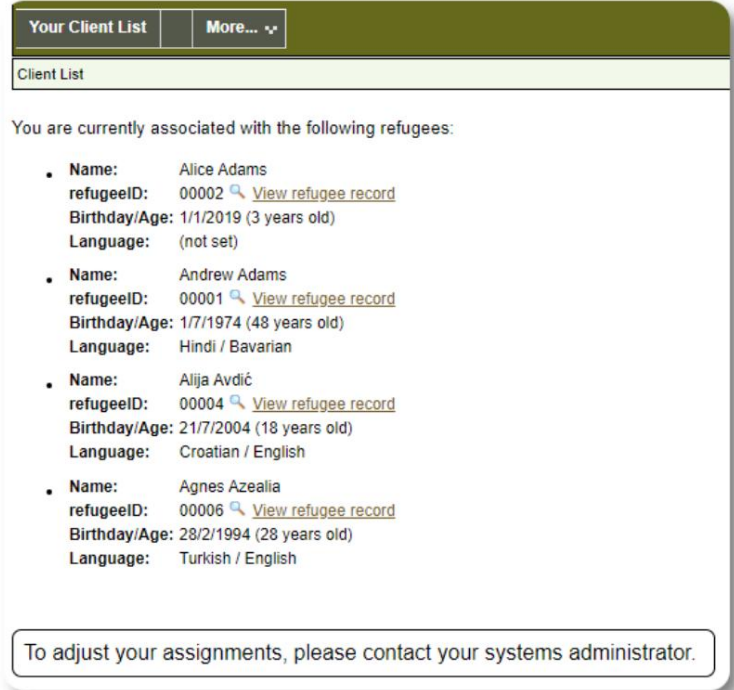 Your Client List More...
Client List
You are currently associated with the following refugees:
Name: Alice Adams
refugeeID: 00002 View refugee record
Birthday/Age: 1/1/2019 (3 years old)
Language: (not set)
Name: Andrew Adams
refugeeID: 00001 View refugee record
Birthday/Age: 1/7/1974 (48 years old)
Language: Hindi / Bavarian
Name: Alija Avdić
refugeeID: 00004 View refugee record
Birthday/Age: 21/7/2004 (18 years old)
Language: Croatian / English
Name: Agnes Azealia
refugeeID: 00006 View refugee record
Birthday/Age: 28/2/1994 (28 years old)
Language: Turkish / English
To adjust your assignments, please contact your systems administrator.